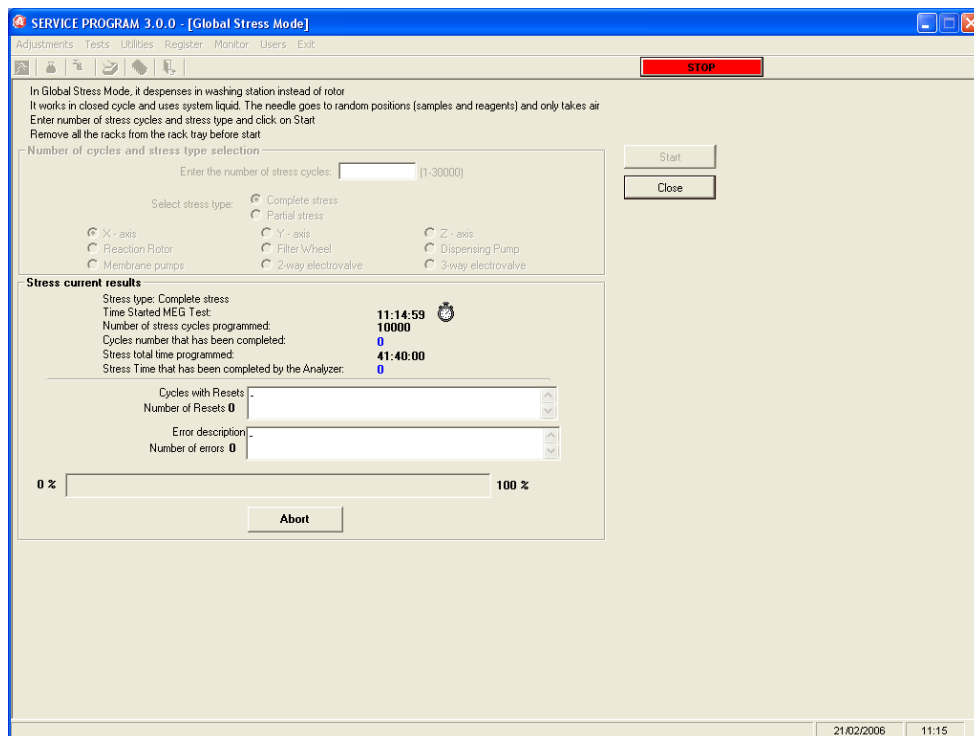 SERVICE PROGRAM 3.0.0 - [Global Stress Mode]
Adjustments Tests Utilities Register Monitor Users Exit
STOP
In Global Stress Mode, it despenses in washing station instead of rotor
It works in closed cycle and uses system liquid. The needle goes to random positions (samples and reagents) and only takes air
Enter number of stress cycles and stress type and click on Start
Remove all the racks from the rack tray before start
Number of cycles and stress type selection
Enter the number of stress cycles: (1-30000)
Start
Close
Select stress type: Complete stress
Partial stress
X - axis Y - axis Z - axis
Reaction Rotor Filter Wheel Dispensing Pump
Membrane pumps 2-way electrovalve 3-way electrovalve
Stress current results
Stress type: Complete stress
Time Started MEG Test: 11:14:59
Number of stress cycles programmed: 10000
Cycles number that has been completed: 0
Stress total time programmed: 41:40:00
Stress Time that has been completed by the Analyzer: 0
Cycles with Resets -
Number of Resets 0
Error description -
Number of errors 0
0 % 100 %
Abort
21/02/2006 11:15